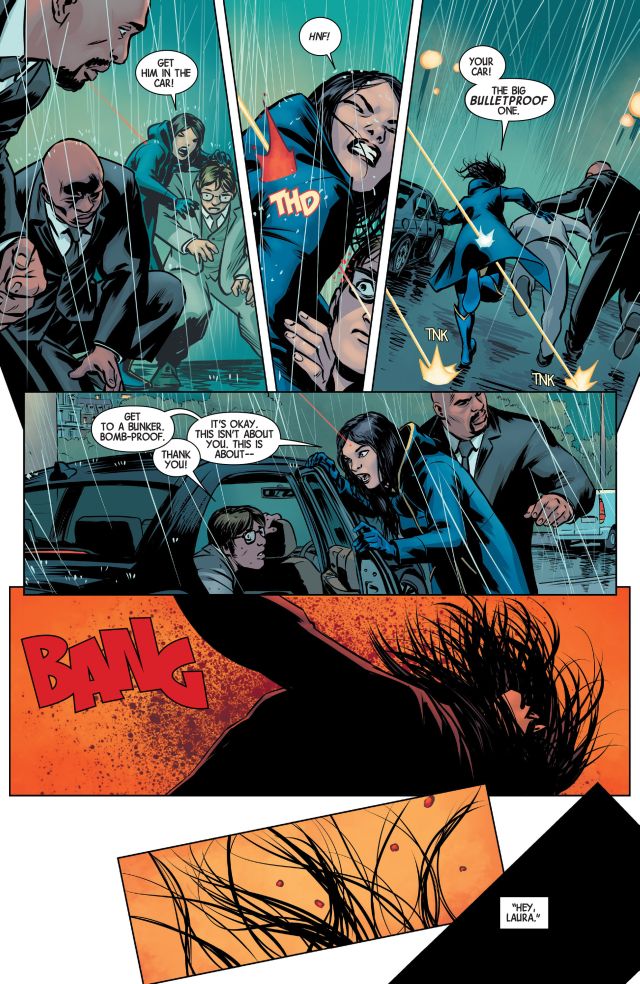 GET
HIM IN THE
CAR!
HNF!
THD
YOUR
CAR!
THE BIG
BULLETPROOF
ONE.
TNK
TNK
GET
TO A BUNKER.
BOMB-PROOF.
THANK
YOU!
IT'S OKAY.
THIS ISN'T ABOUT
YOU. THIS IS
ABOUT--
BANG
"HEY,
LAURA."